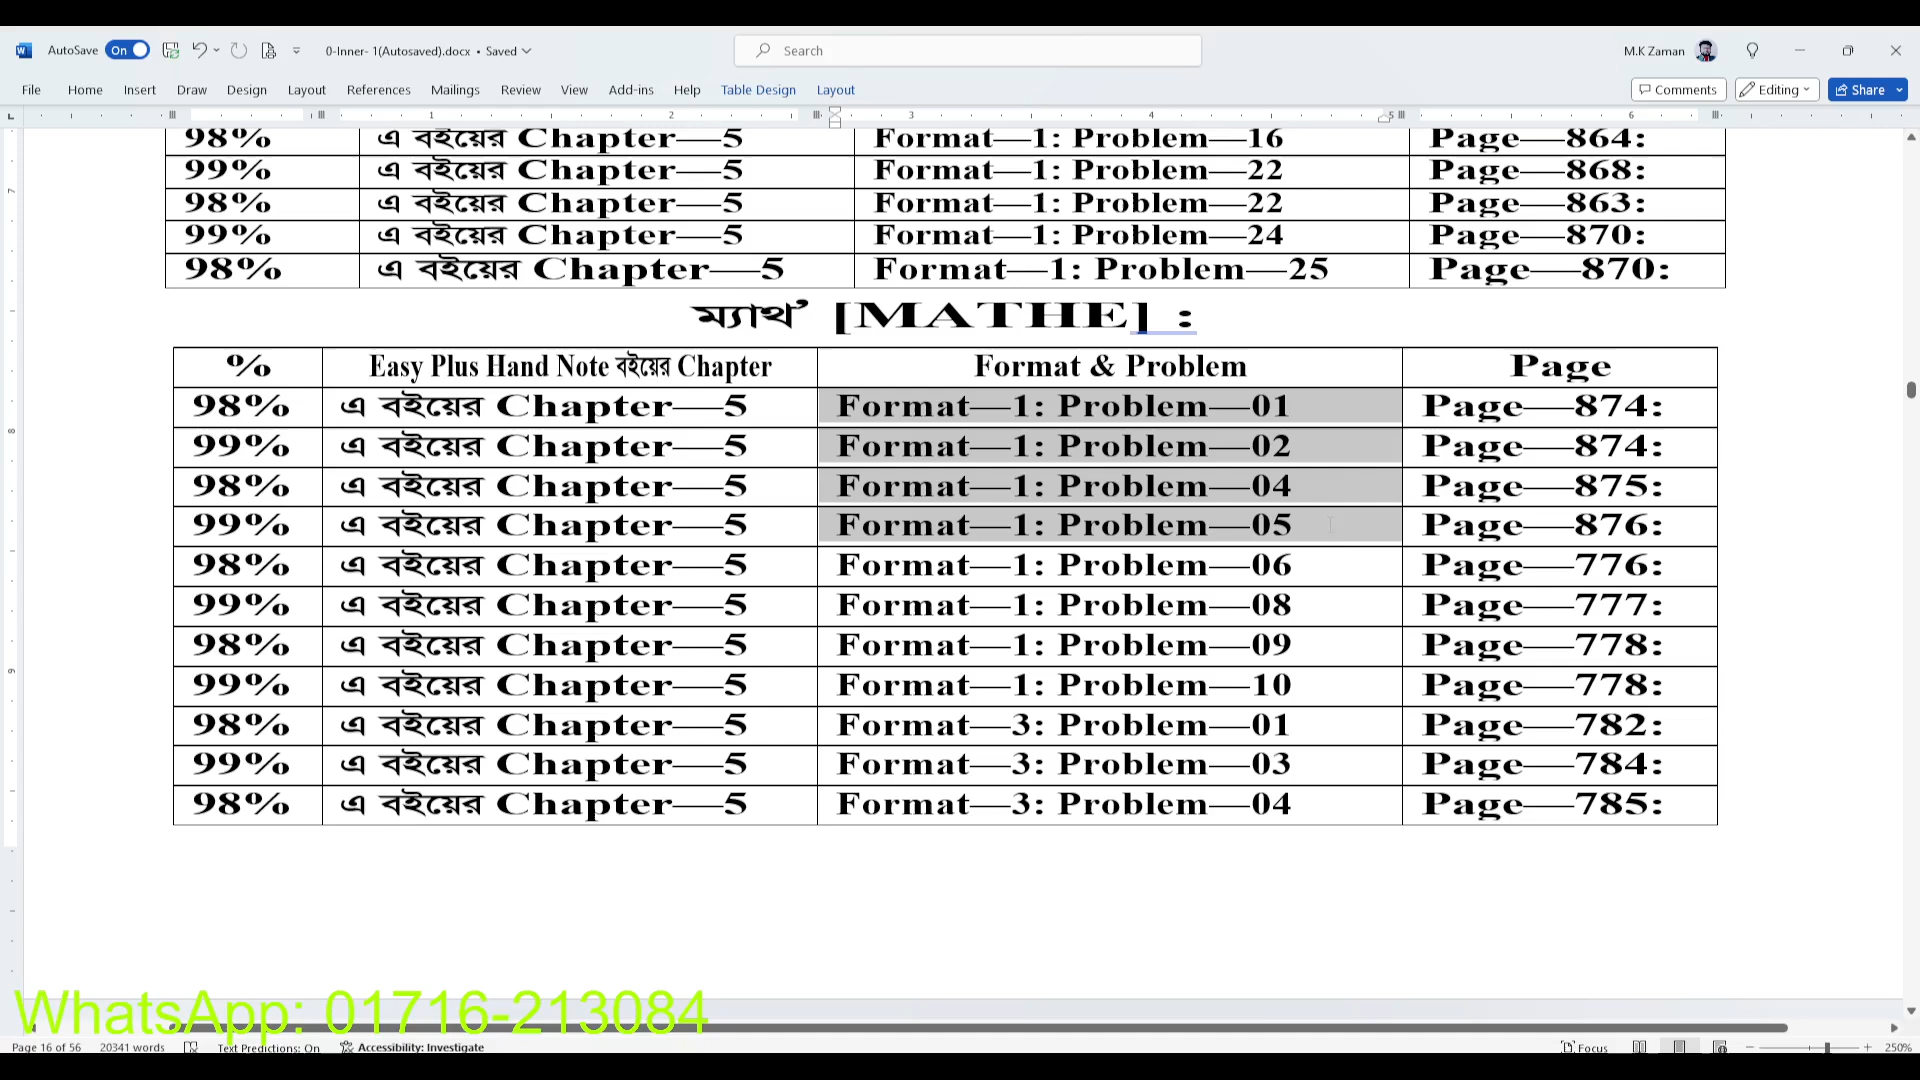 AutoSave On 0-Inner- 1(Autosaved).docx • Saved Search M.K Zaman
File Home Insert Draw Design Layout References Mailings Review View Add-ins Help Table Design Layout Comments Editing Share
1 2 3 4 5 6
98% এ বইয়ের Chapter—5 Format—1: Problem—16 Page—864:
99% এ বইয়ের Chapter—5 Format—1: Problem—22 Page—868:
98% এ বইয়ের Chapter—5 Format—1: Problem—22 Page—863:
99% এ বইয়ের Chapter—5 Format—1: Problem—24 Page—870:
98% এ বইয়ের Chapter—5 Format—1: Problem—25 Page—870:
ম্যার্থ [MATHE] :
% Easy Plus Hand Note বইয়ের Chapter Format & Problem Page
98% এ বইয়ের Chapter—5 Format—1: Problem—01 Page—874:
99% এ বইয়ের Chapter—5 Format—1: Problem—02 Page—874:
98% এ বইয়ের Chapter—5 Format—1: Problem—04 Page—875:
99% এ বইয়ের Chapter—5 Format—1: Problem—05 Page—876:
98% এ বইয়ের Chapter—5 Format—1: Problem—06 Page—776:
99% এ বইয়ের Chapter—5 Format—1: Problem—08 Page—777:
98% এ বইয়ের Chapter—5 Format—1: Problem—09 Page—778:
99% এ বইয়ের Chapter—5 Format—1: Problem—10 Page—778:
98% এ বইয়ের Chapter—5 Format—3: Problem—01 Page—782:
99% এ বইয়ের Chapter—5 Format—3: Problem—03 Page—784:
98% এ বইয়ের Chapter—5 Format—3: Problem—04 Page—785:
WhatsApp: 01716-213084
Page 16 of 56 20341 words Text Predictions: On Accessibility: Investigate Focus 250%